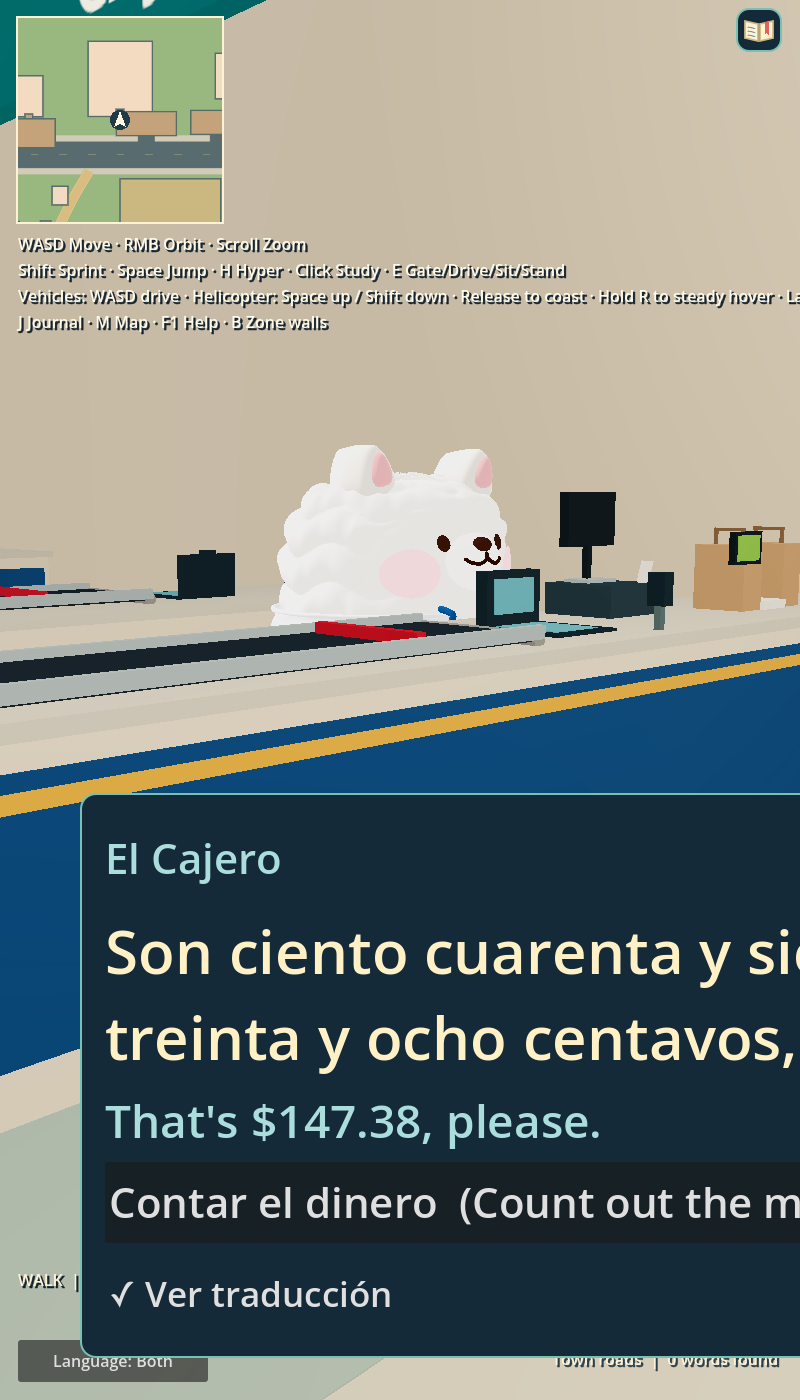 WASD Move · RMB Orbit · Scroll Zoom
Shift Sprint · Space Jump · H Hyper · Click Study · E Gate/Drive/Sit/Stand
Vehicles: WASD drive · Helicopter: Space up / Shift down · Release to coast · Hold R to steady hover ·
J Journal · M Map · F1 Help · B Zone walls
El Cajero
Son ciento cuarenta y
treinta y ocho centavos,
That's $147.38, please.
Contar el dinero (Count out the
✓ Ver traducción
WALK |
Language: Both
Town roads | 0 words found